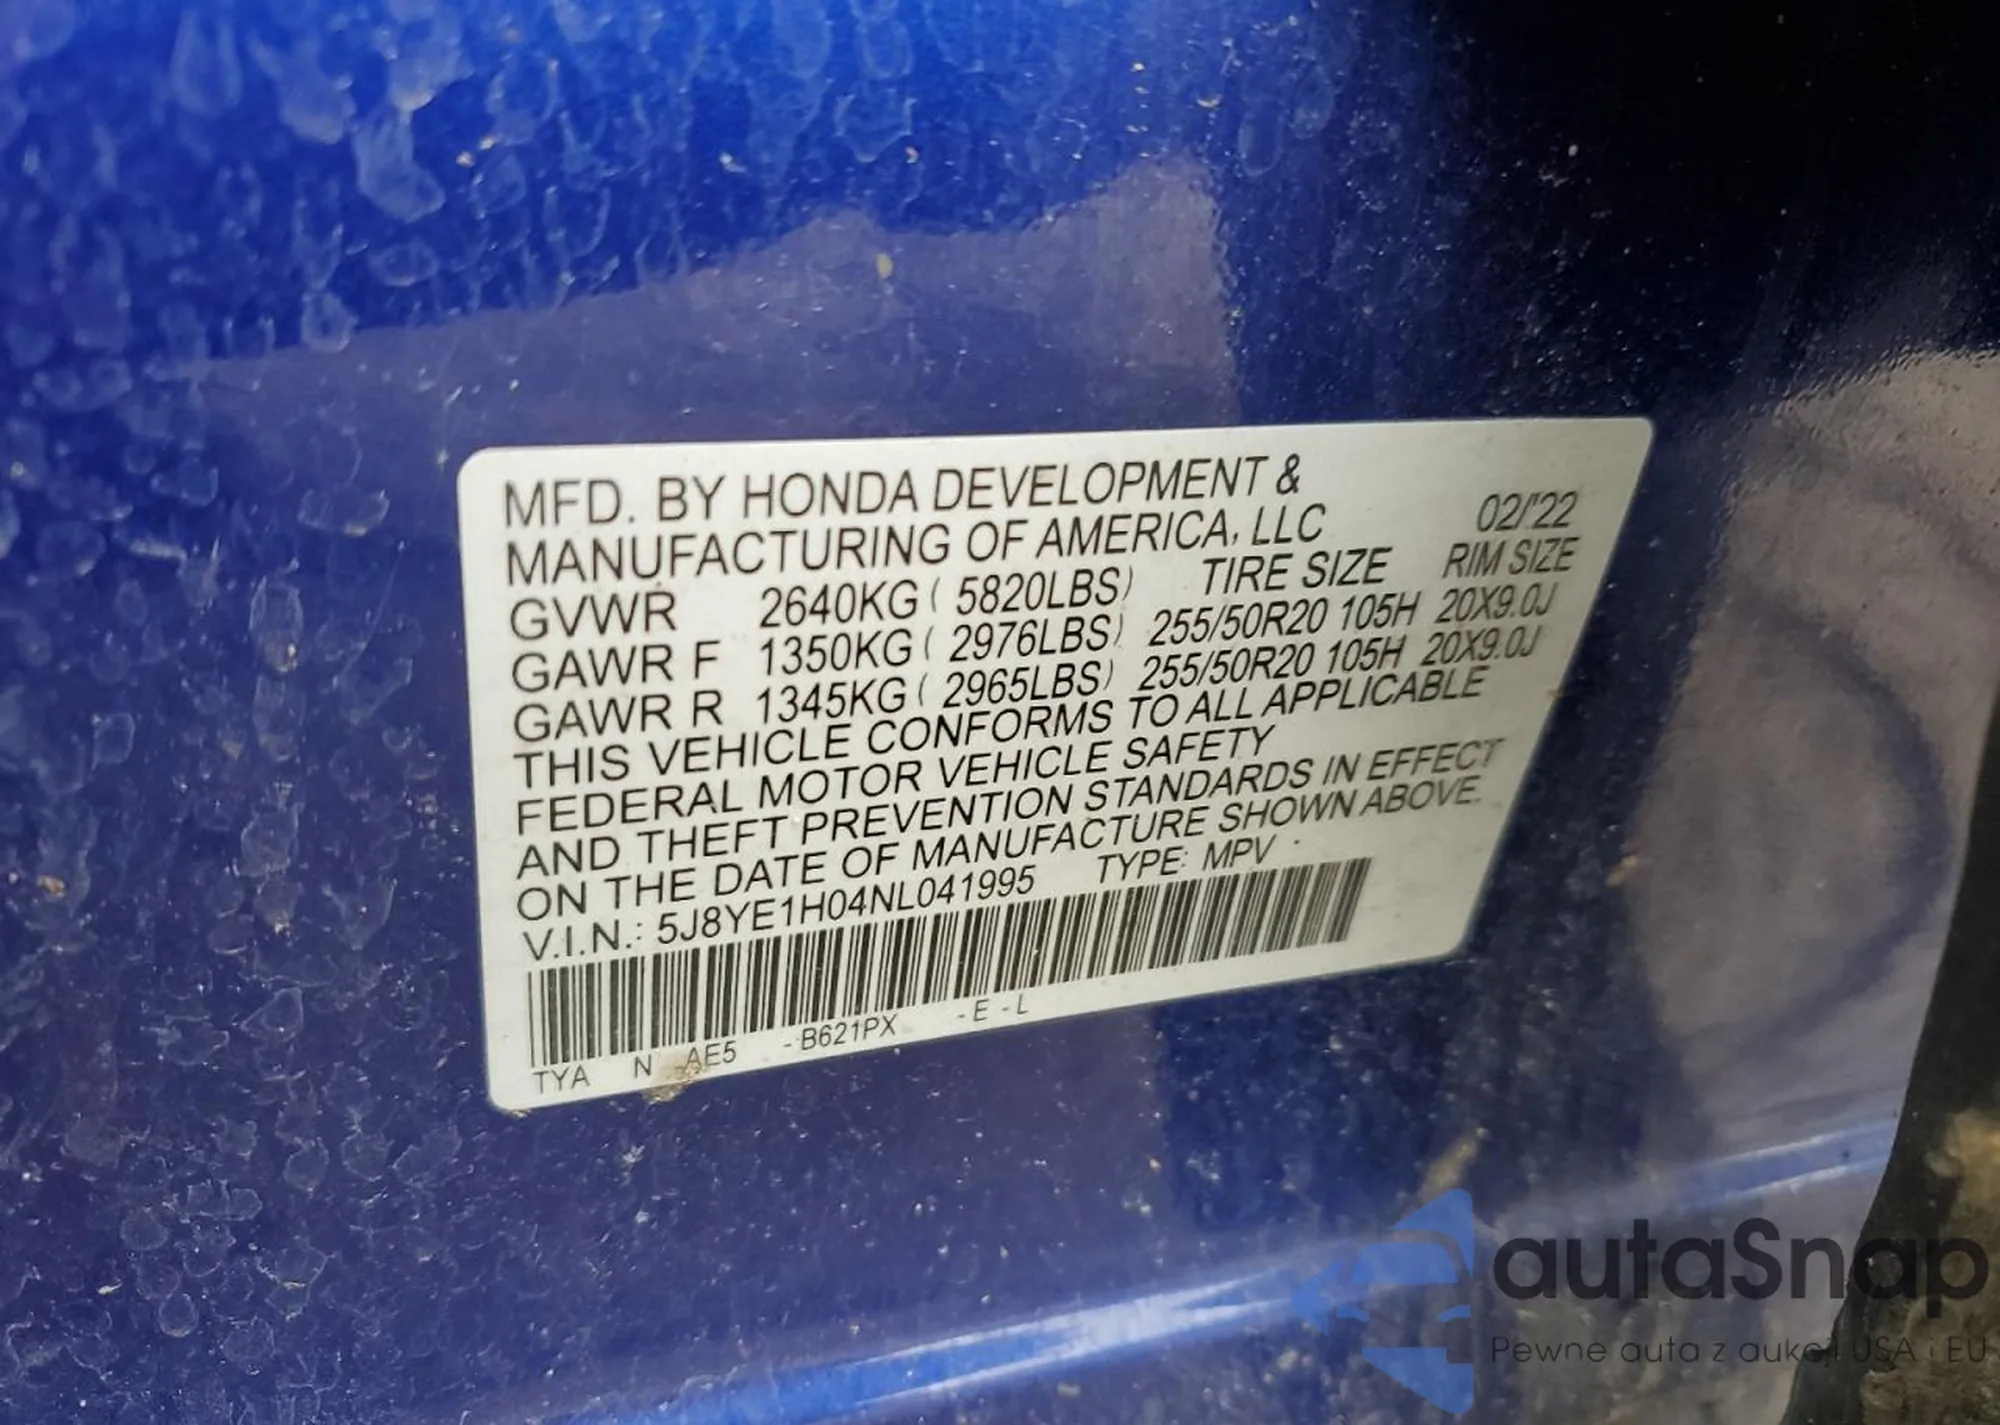 MFD. BY HONDA DEVELOPMENT &
MANUFACTURING OF AMERICA, LLC 02/'22
GVWR 2640KG ( 5820LBS) TIRE SIZE RIM SIZE
GAWR F 1350KG ( 2976LBS) 255/50R20 105H 20X9.0J
GAWR R 1345KG ( 2965LBS) 255/50R20 105H 20X9.0J
THIS VEHICLE CONFORMS TO ALL APPLICABLE
FEDERAL MOTOR VEHICLE SAFETY
AND THEFT PREVENTION STANDARDS IN EFFECT
ON THE DATE OF MANUFACTURE SHOWN ABOVE.
V.I.N.: 5J8YE1H04NL041995 TYPE: MPV
TYA N AE5 -B621PX -E-L
autaSnap
Pewne auta z aukcji USA i EU